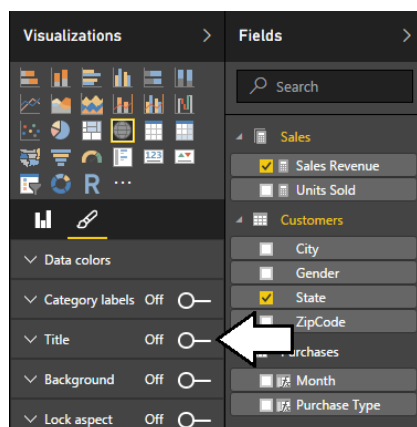 Visualizations
Fields
Search
Sales
Sales Revenue
Units Sold
Customers
City
Gender
State
ZipCode
Month
Purchase Type
123
R
Data colors
Category labels Off
Title Off
Background Off
Lock aspect Off